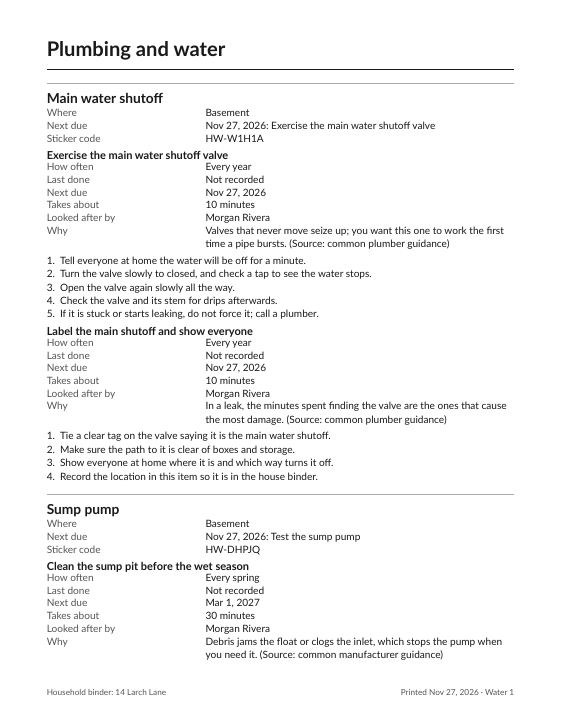 Plumbing and water
Main water shutoff
Where Basement
Next due Nov 27, 2026: Exercise the main water shutoff valve
Sticker code HW-W1H1A
Exercise the main water shutoff valve
How often Every year
Last done Not recorded
Next due Nov 27, 2026
Takes about 10 minutes
Looked after by Morgan Rivera
Why Valves that never move seize up; you want this one to work the first
time a pipe bursts. (Source: common plumber guidance)
1. Tell everyone at home the water will be off for a minute.
2. Turn the valve slowly to closed, and check a tap to see the water stops.
3. Open the valve again slowly all the way.
4. Check the valve and its stem for drips afterwards.
5. If it is stuck or starts leaking, do not force it; call a plumber.
Label the main shutoff and show everyone
How often Every year
Last done Not recorded
Next due Nov 27, 2026
Takes about 10 minutes
Looked after by Morgan Rivera
Why In a leak, the minutes spent finding the valve are the ones that cause
the most damage. (Source: common plumber guidance)
1. Tie a clear tag on the valve saying it is the main water shutoff.
2. Make sure the path to it is clear of boxes and storage.
3. Show everyone at home where it is and which way turns it off.
4. Record the location in this item so it is in the house binder.
Sump pump
Where Basement
Next due Nov 27, 2026: Test the sump pump
Sticker code HW-DHPJQ
Clean the sump pit before the wet season
How often Every spring
Last done Not recorded
Next due Mar 1, 2027
Takes about 30 minutes
Looked after by Morgan Rivera
Why Debris jams the float or clogs the inlet, which stops the pump when
you need it. (Source: common manufacturer guidance)
Household binder: 14 Larch Lane Printed Nov 27, 2026 · Water 1